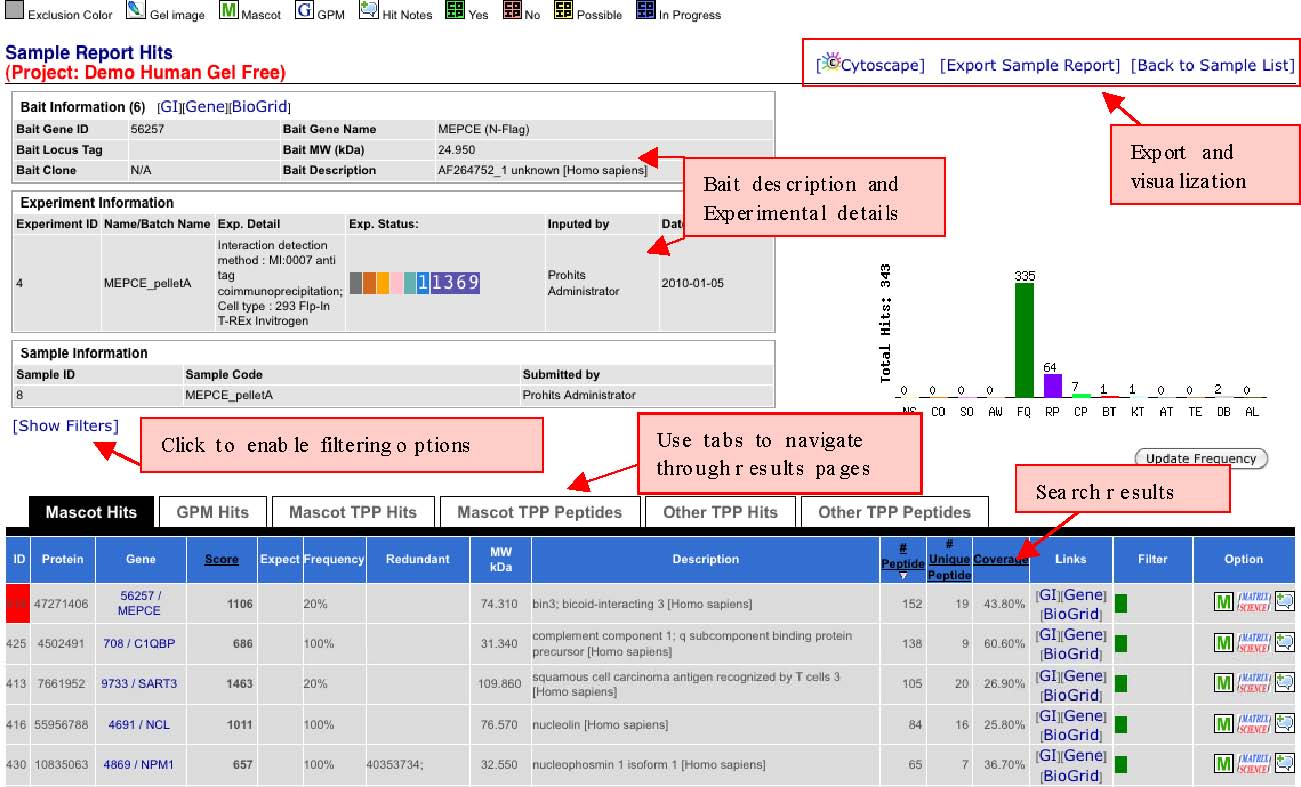 Exclusion Color Gel image M Mascot G GPM Hit Notes Yes No Possible In Progress
Sample Report Hits
(Project: Demo Human Gel Free)
[Cytoscape] [Export Sample Report] [Back to Sample List]
Export and
visualization
Bait Information (6) [GI][Gene][BioGrid]
Bait Gene ID 56257 Bait Gene Name MEPCE (N-Flag)
Bait Locus Tag Bait MW (kDa) 24.950
Bait Clone N/A Bait Description AF264752_1 unknown [Homo sapiens]
Bait description and
Experimental details
Experiment Information
Experiment ID Name/Batch Name Exp. Detail Exp. Status: Inputed by
4 MEPCE_pelletA
Interaction detection
method : MI:0007 anti
tag
coimmunoprecipitation;
Cell type : 293 Flp-In
T-REx Invitrogen
11369
Prohits
Administrator
2010-01-05
Sample Information
Sample ID Sample Code Submitted by
8 MEPCE_pelletA Prohits Administrator
Total Hits: 343
0 0 0 0 335 64 7 1 1 0 0 2 0
NS CO SO AW FQ RP CP BT KT AT TE DB AL
[Show Filters]
Click to enable filtering options
Use tabs to navigate
through results pages
Update Frequency
Search results
Mascot Hits GPM Hits Mascot TPP Hits Mascot TPP Peptides Other TPP Hits Other TPP Peptides
ID Protein Gene Score Expect Frequency Redundant MW kDa Description # Peptide # Unique Peptide Coverage Links Filter Option
47271406 56257 / MEPCE 1106 20% 74.310 bin3; bicoid-interacting 3 [Homo sapiens] 152 19 43.80% [GI][Gene] [BioGrid] M MATRIX SCIENCE
425 4502491 708 / C1QBP 686 100% 31.340 complement component 1; q subcomponent binding protein precursor [Homo sapiens] 138 9 60.60% [GI][Gene] [BioGrid] M MATRIX SCIENCE
413 7661952 9733 / SART3 1463 20% 109.860 squamous cell carcinoma antigen recognized by T cells 3 [Homo sapiens] 105 20 26.90% [GI][Gene] [BioGrid] M MATRIX SCIENCE
416 55956788 4691 / NCL 1011 100% 76.570 nucleolin [Homo sapiens] 84 16 25.80% [GI][Gene] [BioGrid] M MATRIX SCIENCE
430 10835063 4869 / NPM1 657 100% 40353734; 32.550 nucleophosmin 1 isoform 1 [Homo sapiens] 65 7 36.70% [GI][Gene] [BioGrid] M MATRIX SCIENCE